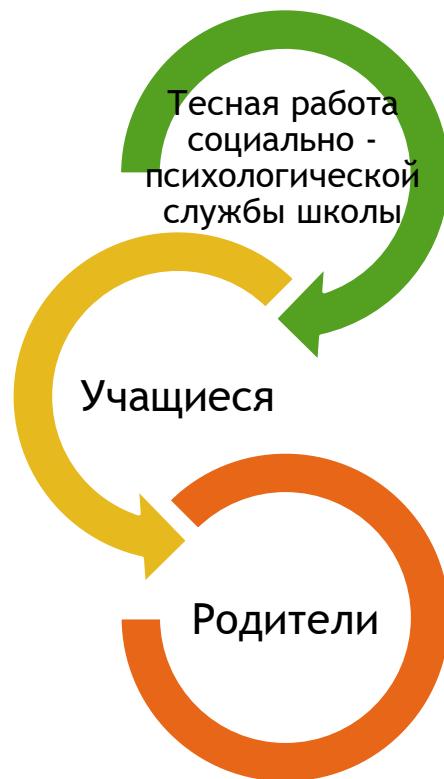 Тесная работа
социально -
психологической
службы школы
Учащиеся
Родители